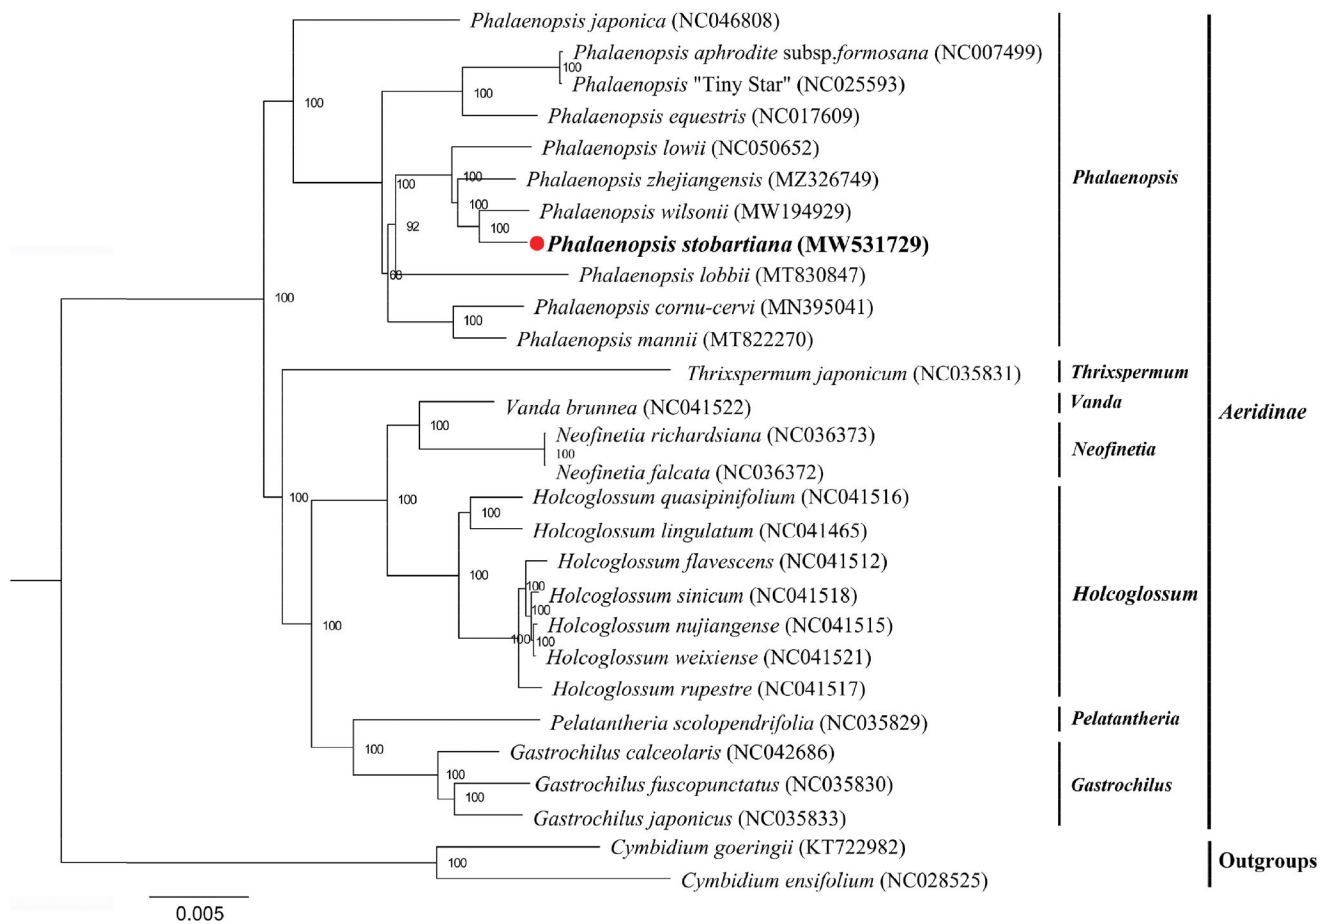 Phalaenopsis japonica (NC046808)
Phalaenopsis aphrodite subsp.formosana (NC007499)
100
Phalaenopsis "Tiny Star" (NC025593)
100
100
Phalaenopsis equestris (NC017609)
Phalaenopsis lowii (NC050652)
100
100
Phalaenopsis zhejiangensis (MZ326749)
Phalaenopsis
100
Phalaenopsis wilsonii (MW194929)
92
100
Phalaenopsis stobartiana (MW531729)
68
Phalaenopsis lobbii (MT830847)
100
Phalaenopsis cornu-cervi (MN395041)
100
Phalaenopsis mannii (MT822270)
Thrixspermum japonicum (NC035831)
Thrixspermum
Vanda brunnea (NC041522)
Vanda
Aeridinae
100
Neofinetia richardsiana (NC036373)
100
Neofinetia
Neofinetia falcata (NC036372)
100
100
Holcoglossum quasipinifolium (NC041516)
100
Holcoglossum lingulatum (NC041465)
Holcoglossum flavescens (NC041512)
100
100
Holcoglossum sinicum (NC041518)
Holcoglossum
100
100
Holcoglossum nujiangense (NC041515)
100
100
Holcoglossum weixiense (NC041521)
Holcoglossum rupestre (NC041517)
Pelatantheria scolopendrifolia (NC035829)
Pelatantheria
100
Gastrochilus calceolaris (NC042686)
100
Gastrochilus fuscopunctatus (NC035830)
Gastrochilus
100
Gastrochilus japonicus (NC035833)
Cymbidium goeringii (KT722982)
100
Outgroups
Cymbidium ensifolium (NC028525)
0.005